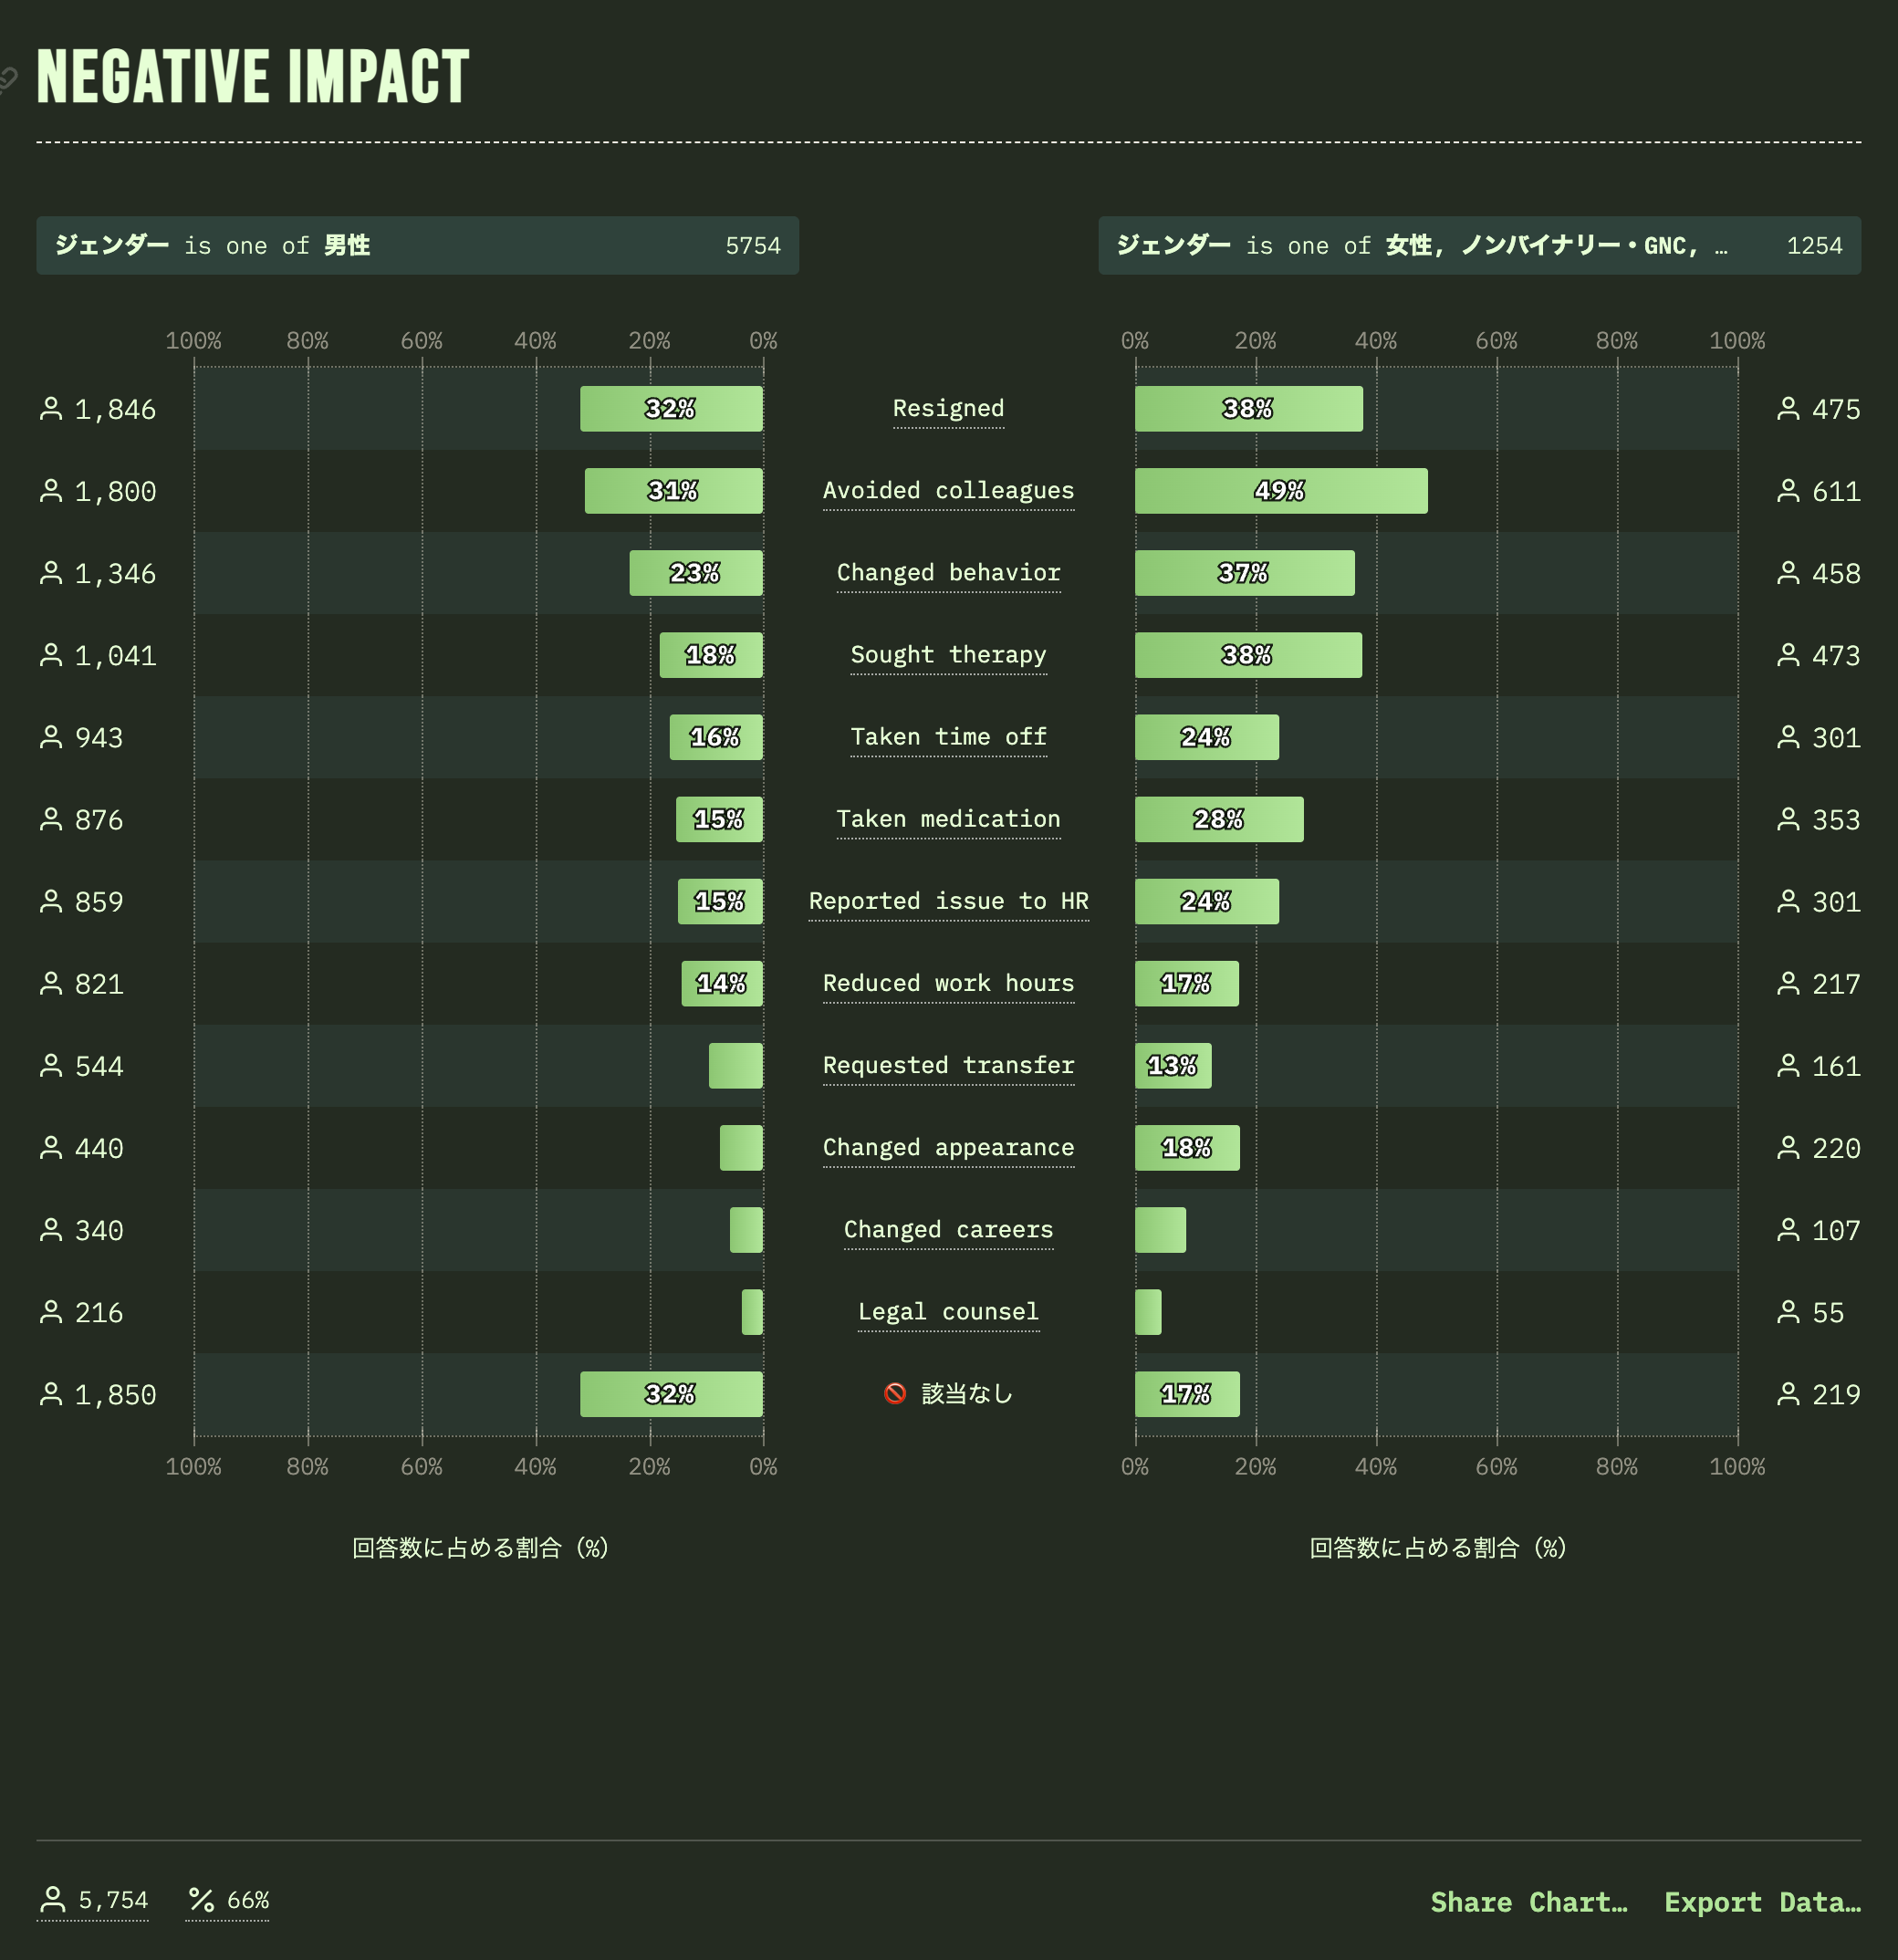 NEGATIVE IMPACT
ジェンダー is one of 男性 5754
ジェンダー is one of 女性, ノンバイナリー・GNC, … 1254
100% 80% 60% 40% 20% 0% 0% 20% 40% 60% 80% 100%
1,846 32% Resigned 38% 475
1,800 31% Avoided colleagues 49% 611
1,346 23% Changed behavior 37% 458
1,041 18% Sought therapy 38% 473
943 16% Taken time off 24% 301
876 15% Taken medication 28% 353
859 15% Reported issue to HR 24% 301
821 14% Reduced work hours 17% 217
544 Requested transfer 13% 161
440 Changed appearance 18% 220
340 Changed careers 107
216 Legal counsel 55
1,850 32% 🚫 該当なし 17% 219
100% 80% 60% 40% 20% 0% 0% 20% 40% 60% 80% 100%
回答数に占める割合 (%) 回答数に占める割合 (%)
5,754 % 66% Share Chart… Export Data…